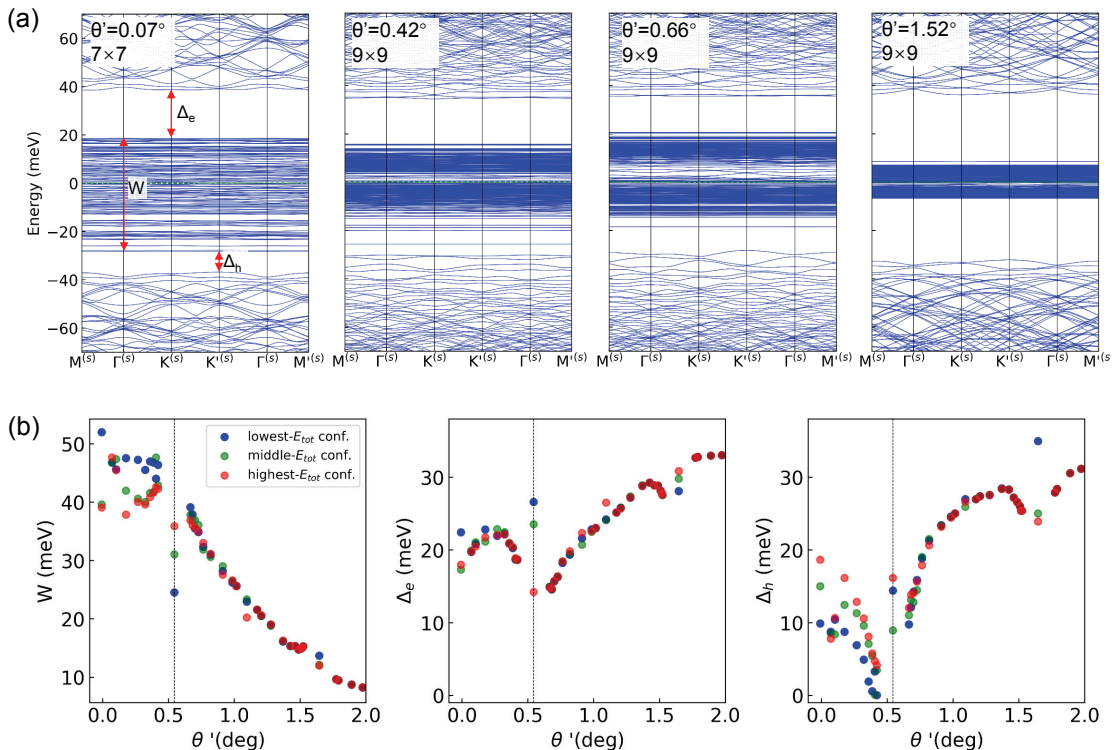 (a)
θ'=0.07°
7×7
θ'=0.42°
9×9
θ'=0.66°
9×9
θ'=1.52°
9×9
Energy (meV)
60
40
20
0
−20
−40
−60
Δe
W
Δh
M(s) Γ(s) K(s) K'(s) Γ(s) M'(s)
M(s) Γ(s) K(s) K'(s) Γ(s) M'(s)
M(s) Γ(s) K(s) K'(s) Γ(s) M'(s)
M(s) Γ(s) K(s) K'(s) Γ(s) M'(s
(b)
W (meV)
50
40
30
20
10
lowest-Etot conf.
middle-Etot conf.
highest-Etot conf.
0.0 0.5 1.0 1.5 2.0
θ '(deg)
Δe (meV)
30
20
10
0
0.0 0.5 1.0 1.5 2.0
θ '(deg)
Δh (meV)
30
20
10
0
0.0 0.5 1.0 1.5 2.0
θ '(deg)